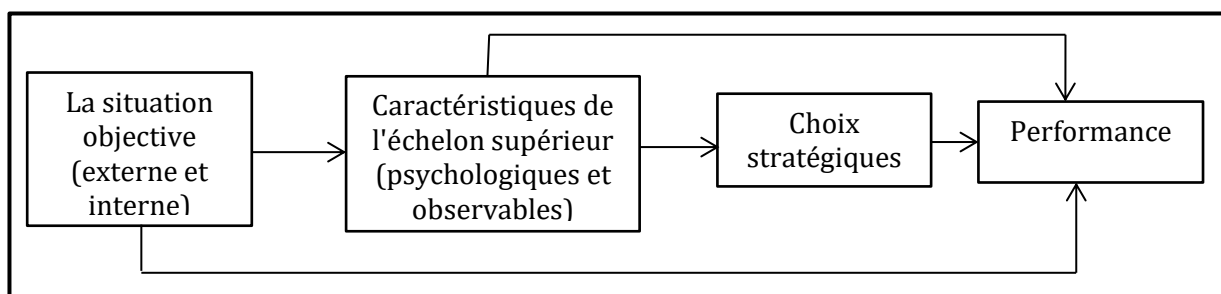 La situation
objective
(externe et
interne)
Caractéristiques de
l'échelon supérieur
(psychologiques et
observables)
Choix
stratégiques
Performance